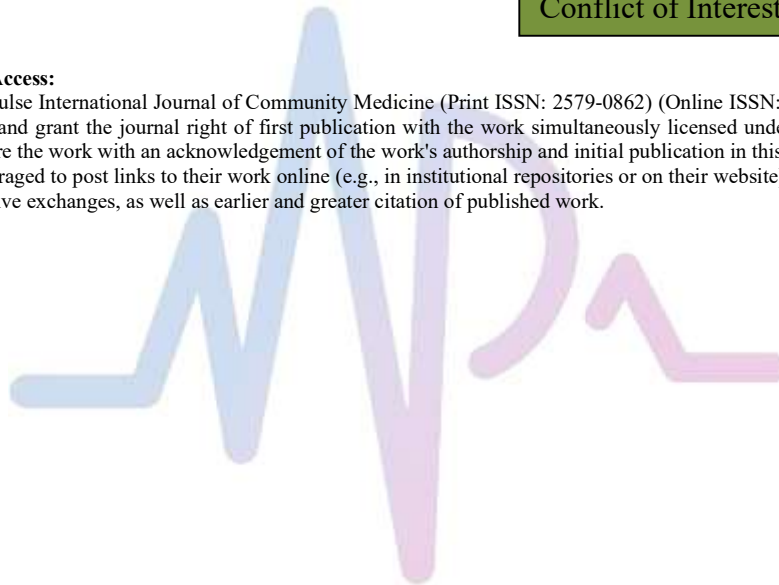 Conflict of Interest
Access:
ulse International Journal of Community Medicine (Print ISSN: 2579-0862) (Online ISSN:
and grant the journal right of first publication with the work simultaneously licensed und
re the work with an acknowledgement of the work's authorship and initial publication in this
raged to post links to their work online (e.g., in institutional repositories or on their website
ve exchanges, as well as earlier and greater citation of published work.